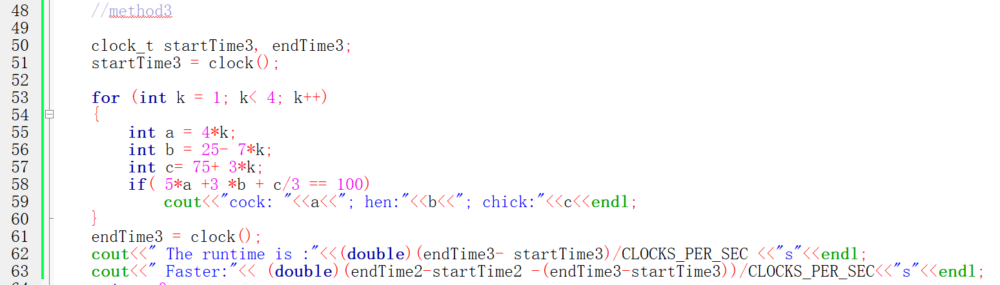 48 //method3
49
50 clock_t startTime3, endTime3;
51 startTime3 = clock();
52
53 for (int k = 1; k< 4; k++)
54 {
55 int a = 4*k;
56 int b = 25- 7*k;
57 int c= 75+ 3*k;
58 if( 5*a +3 *b + c/3 == 100)
59 cout<<"cock: "<<a<<"; hen:"<<b<<"; chick:"<<c<<endl;
60 }
61 endTime3 = clock();
62 cout<<" The runtime is :"<<(double)(endTime3- startTime3)/CLOCKS_PER_SEC <<"s"<<endl;
63 cout<<" Faster:"<< (double)(endTime2-startTime2 -(endTime3-startTime3))/CLOCKS_PER_SEC<<"s"<<endl;